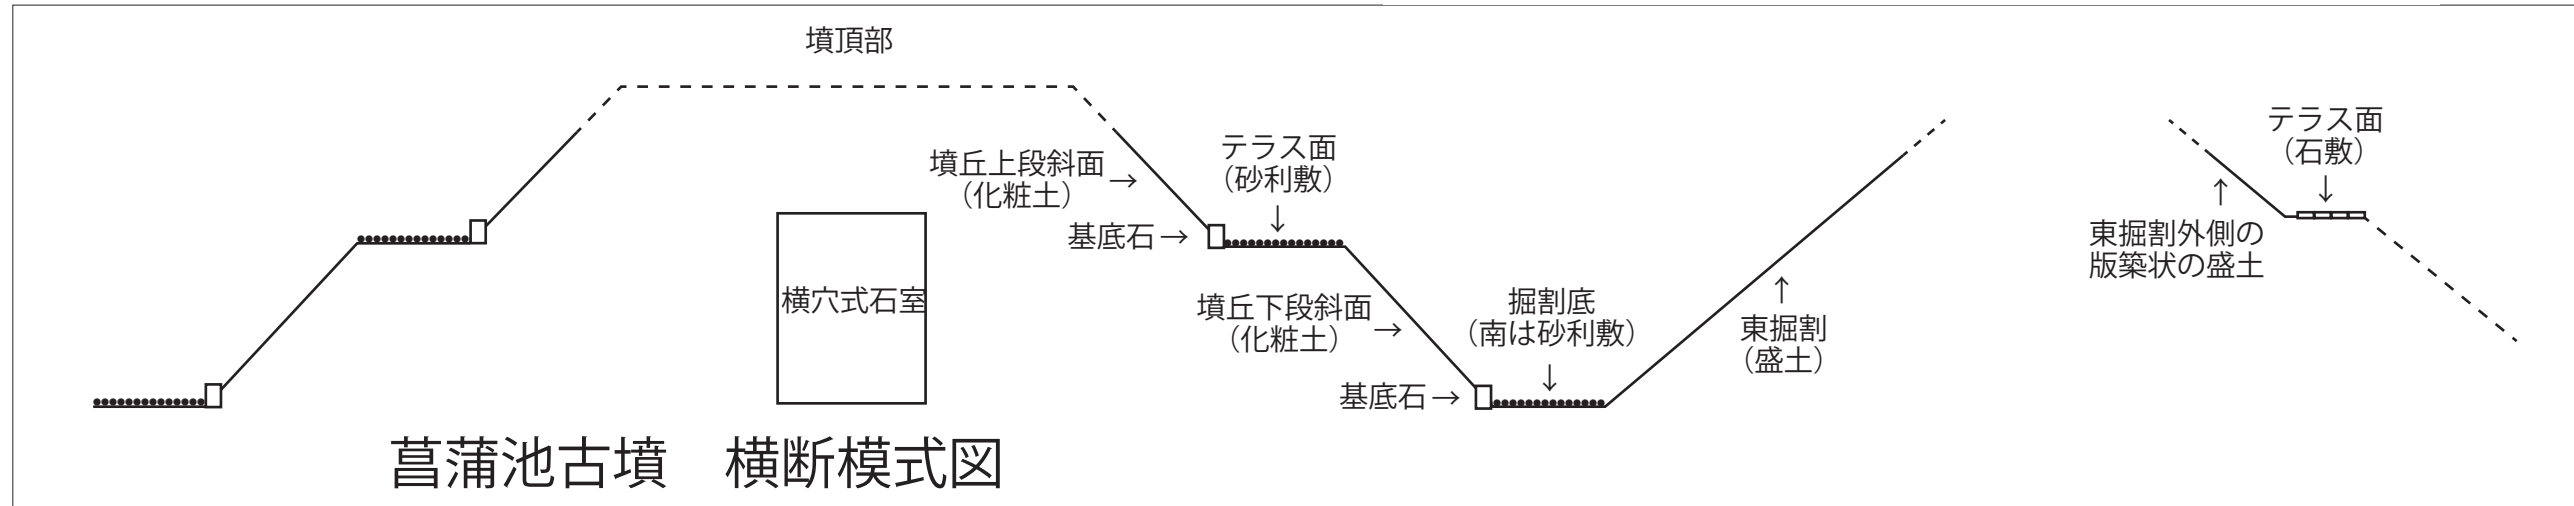 墳頂部
墳丘上段斜面→
（化粧土）
テラス面
（砂利敷）
↓
基底石→
横穴式石室
墳丘下段斜面→
（化粧土）
掘割底
（南は砂利敷）
↓
基底石→
↑
東掘割
（盛土）
テラス面
（石敷）
↓
↑
東掘割外側の
版築状の盛土
菖蒲池古墳　横断模式図